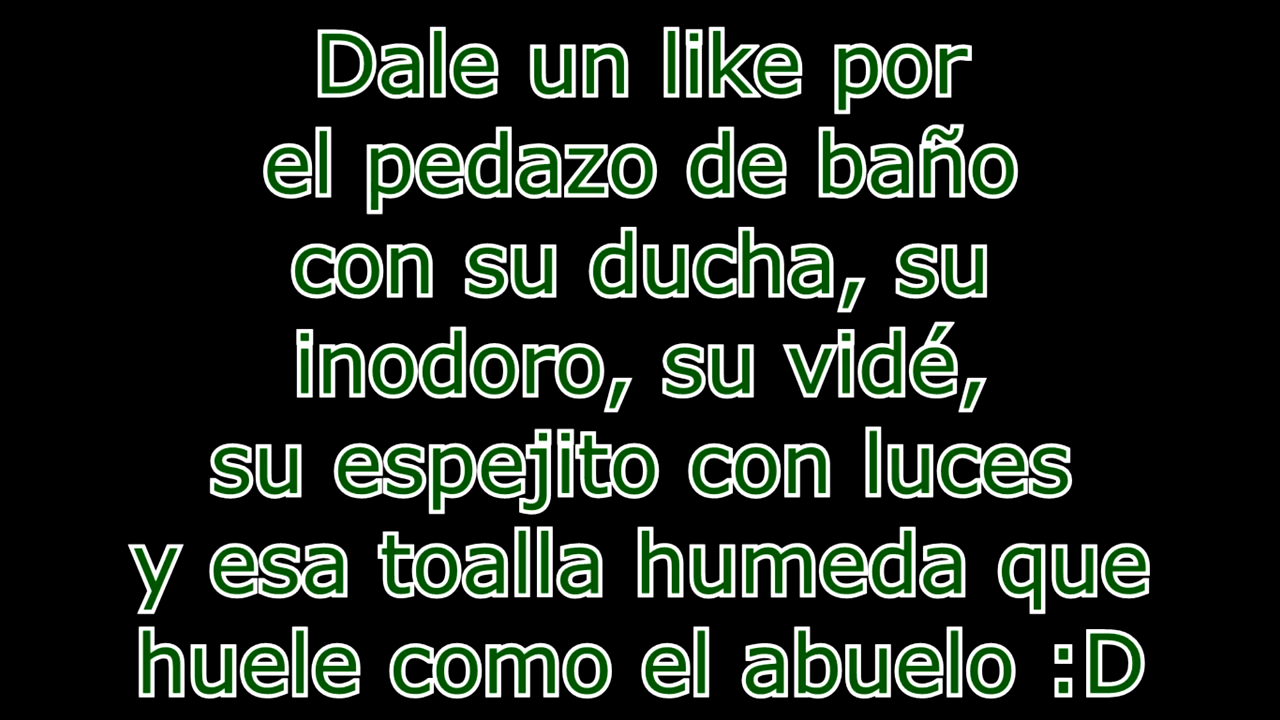 Dale un like por
el pedazo de baño
con su ducha, su
inodoro, su vidé,
su espejito con luces
y esa toalla humeda que
huele como el abuelo :D